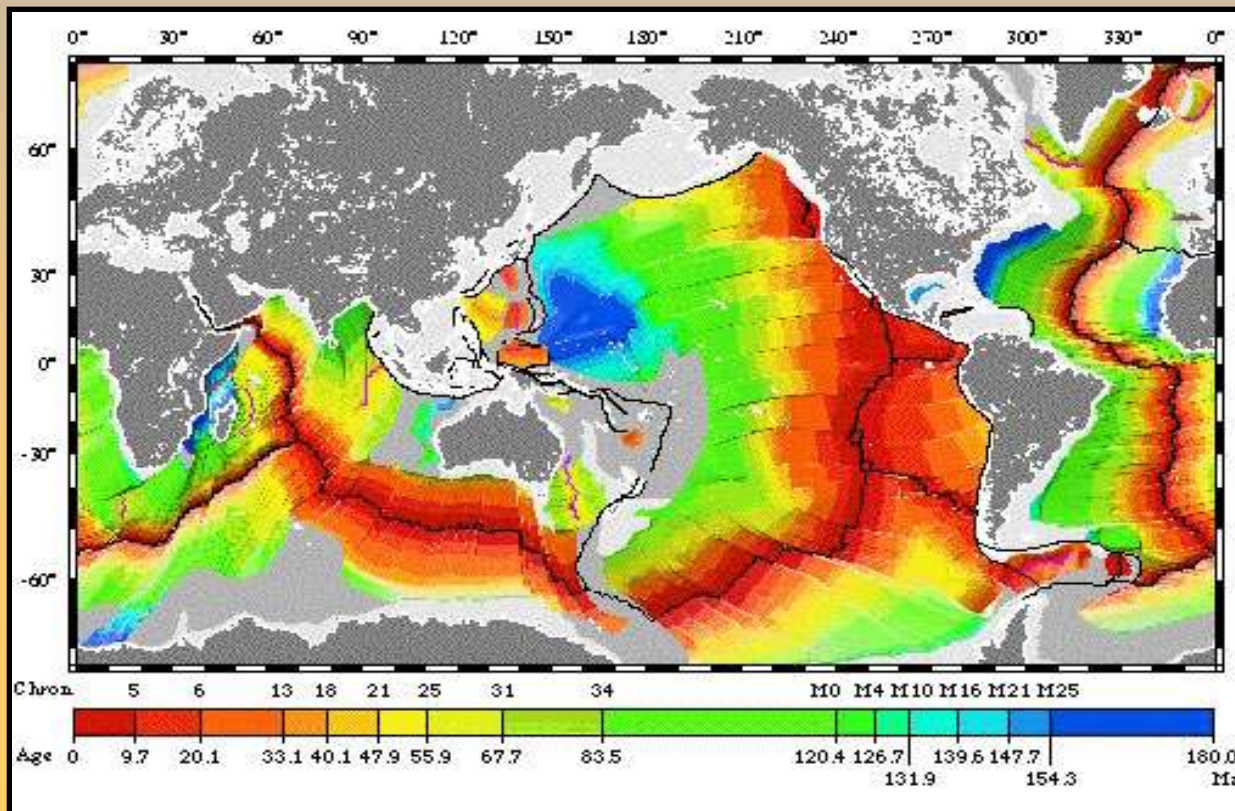 0° 30° 60° 90° 120° 150° 180° 210° 240° 270° 300° 330° 0°
60°
30°
0°
-30°
-60°
Chron 5 6 13 18 21 25 31 34 M0 M4 M10 M16 M21 M25
Age 0 9.7 20.1 33.1 40.1 47.9 55.9 67.7 83.5 120.4 126.7 139.6 147.7 180.0
131.9 154.3 Ma